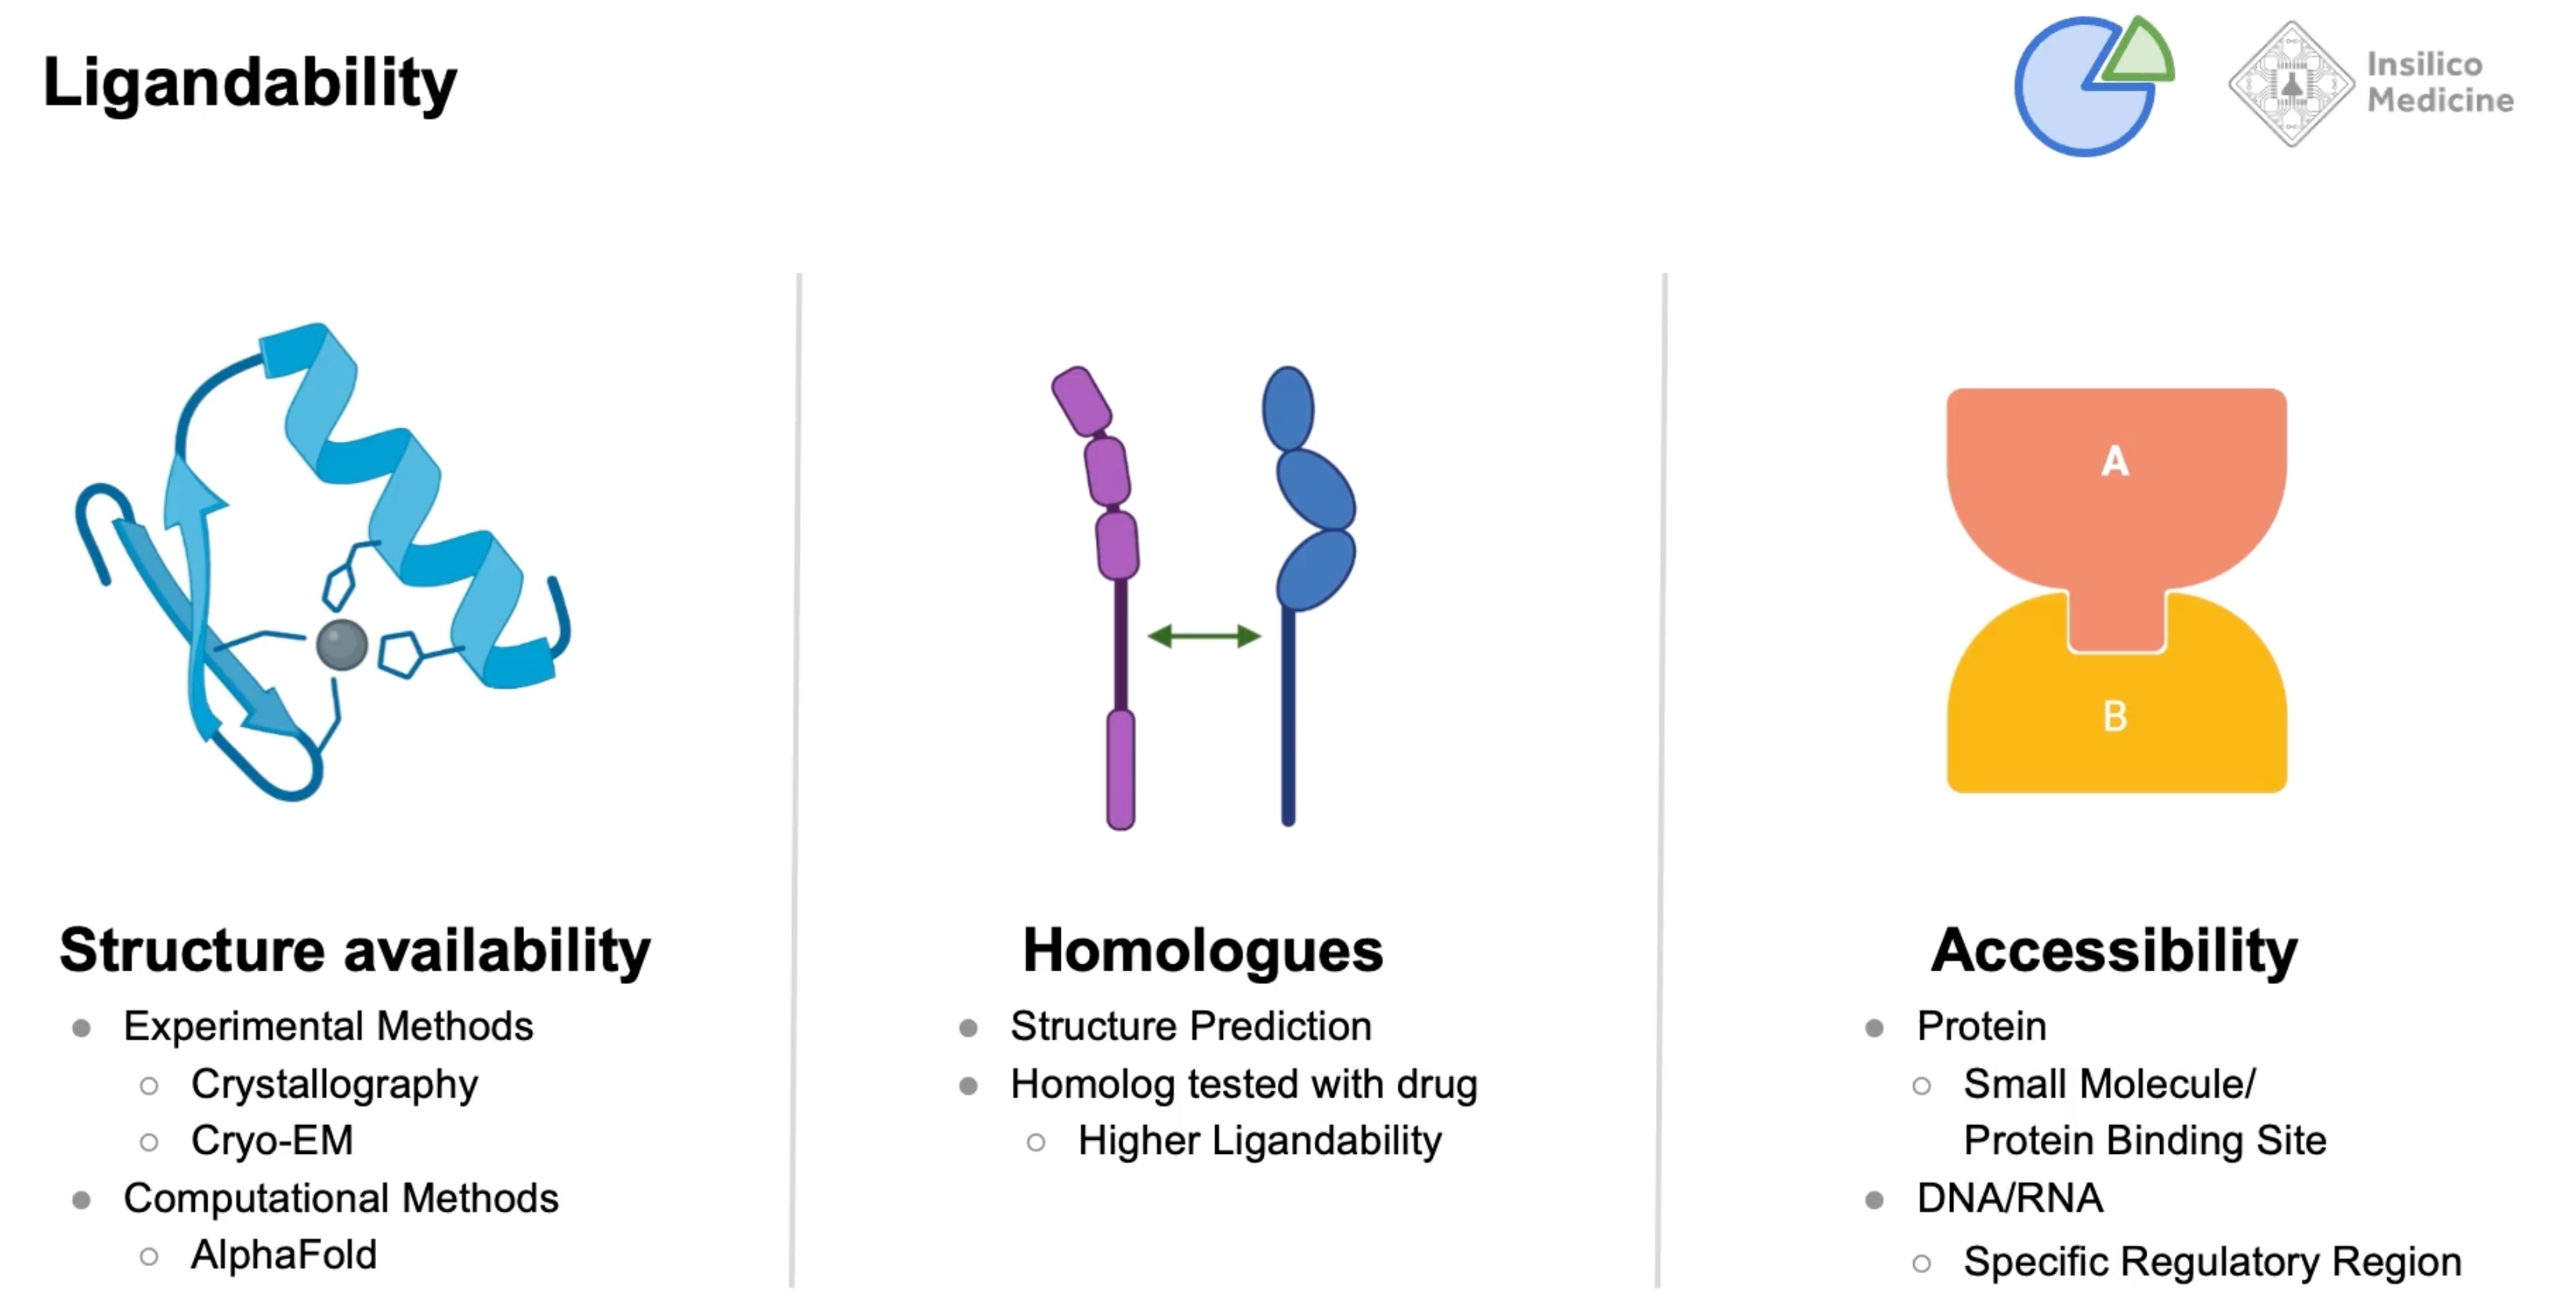 Ligandability
Insilico
Medicine
A
B
Structure availability
Experimental Methods
Crystallography
Cryo-EM
Computational Methods
AlphaFold
Homologues
Structure Prediction
Homolog tested with drug
Higher Ligandability
Accessibility
Protein
Small Molecule/
Protein Binding Site
DNA/RNA
Specific Regulatory Region